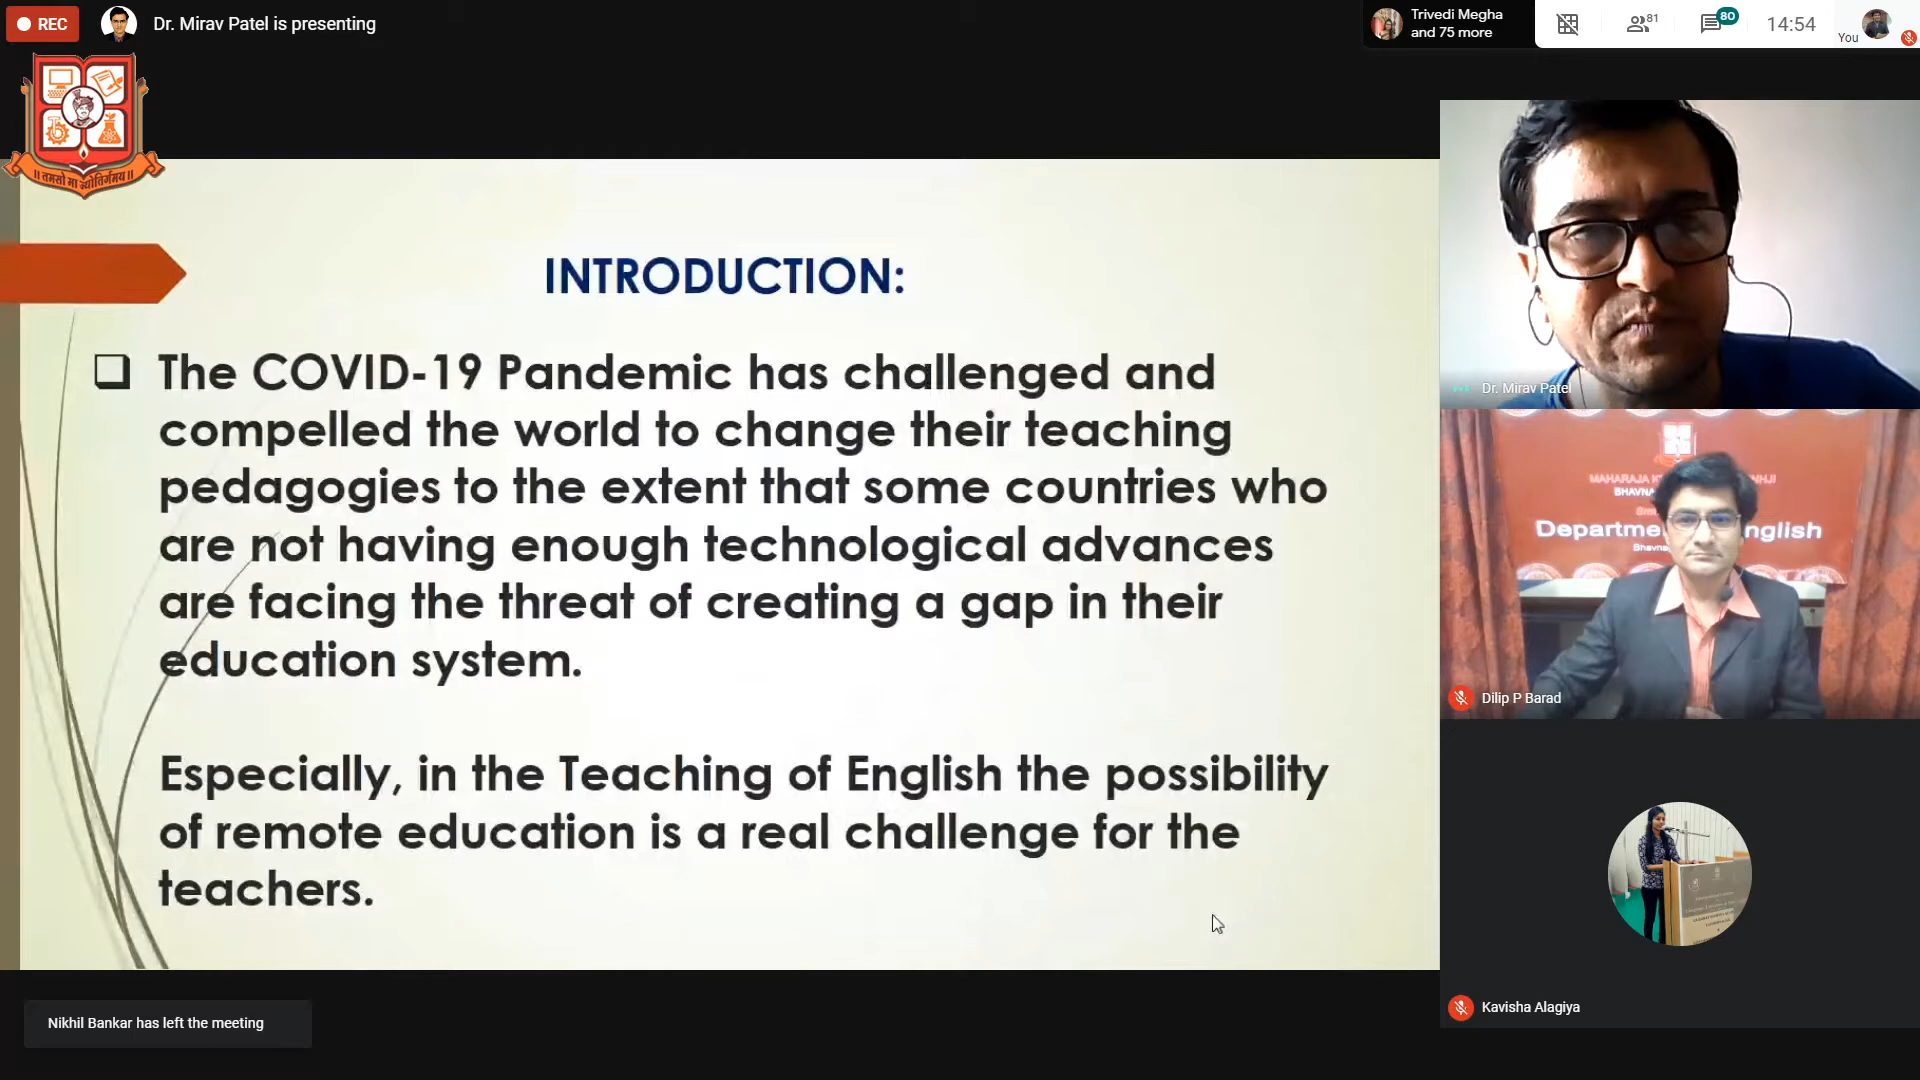 REC
Dr. Mirav Patel is presenting
Trivedi Megha
and 75 more
81
80
14:54
You
॥ तमसो मा ज्योतिर्गमय ॥
INTRODUCTION:
The COVID-19 Pandemic has challenged and
compelled the world to change their teaching
pedagogies to the extent that some countries who
are not having enough technological advances
are facing the threat of creating a gap in their
education system.
Especially, in the Teaching of English the possibility
of remote education is a real challenge for the
teachers.
Dr. Mirav Patel
MAHARAJA
Dilip P Barad
Kavisha Alagiya
Nikhil Bankar has left the meeting